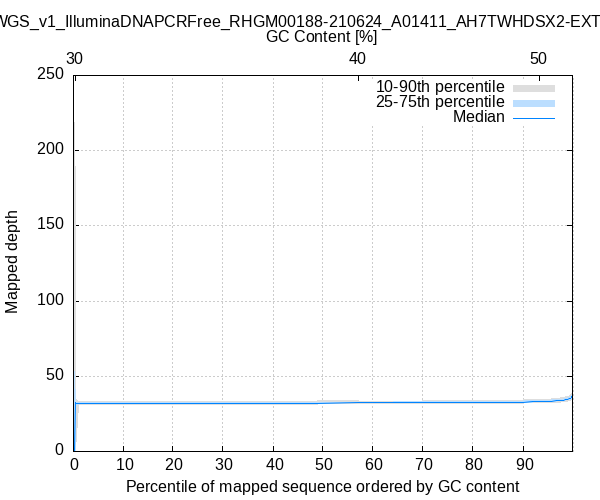 WGS_v1_IlluminaDNAPCRFree_RHGM00188-210624_A01411_AH7TWHDSX2-EXT
GC Content [%]
30 40 50
250
10-90th percentile
25-75th percentile
Median
200
150
100
50
0
Mapped depth
0 10 20 30 40 50 60 70 80 90
Percentile of mapped sequence ordered by GC content